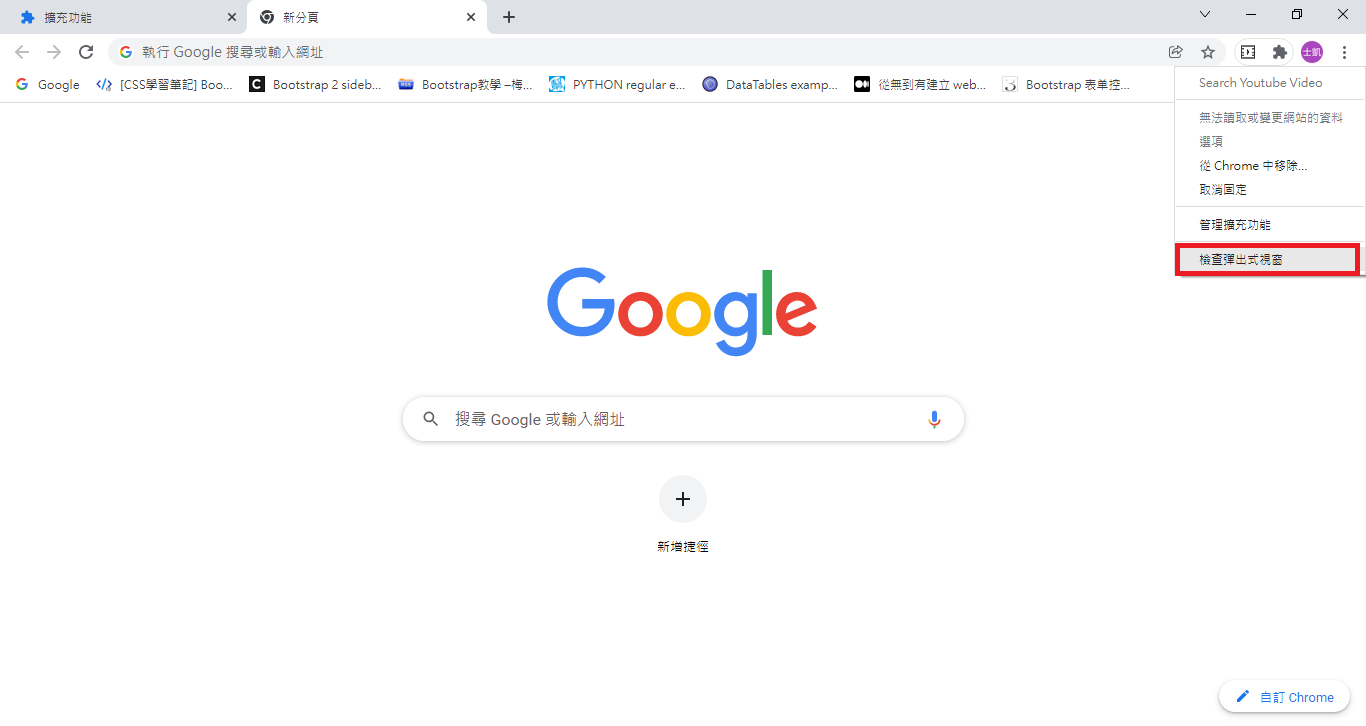 擴充功能
新分頁
執行 Google 搜尋或輸入網址
士凱
Google
[CSS學習筆記] Boo...
Bootstrap 2 sideb...
Bootstrap教學 –梅...
PYTHON regular e...
DataTables examp...
從無到有建立 web...
Bootstrap 表单控...
Search Youtube Video
無法讀取或變更網站的資料
選項
從 Chrome 中移除...
取消固定
管理擴充功能
檢查彈出式視窗
Google
搜尋 Google 或輸入網址
新增捷徑
自訂 Chrome